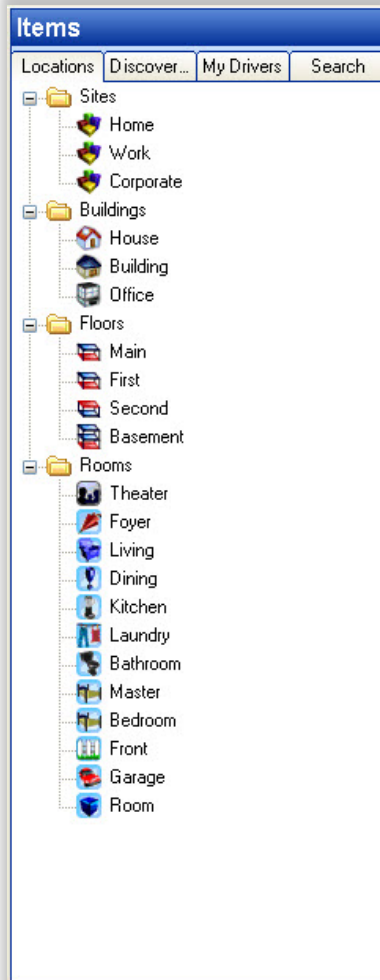 Items
Locations Discover... My Drivers Search
Sites
Home
Work
Corporate
Buildings
House
Building
Office
Floors
Main
First
Second
Basement
Rooms
Theater
Foyer
Living
Dining
Kitchen
Laundry
Bathroom
Master
Bedroom
Front
Garage
Room